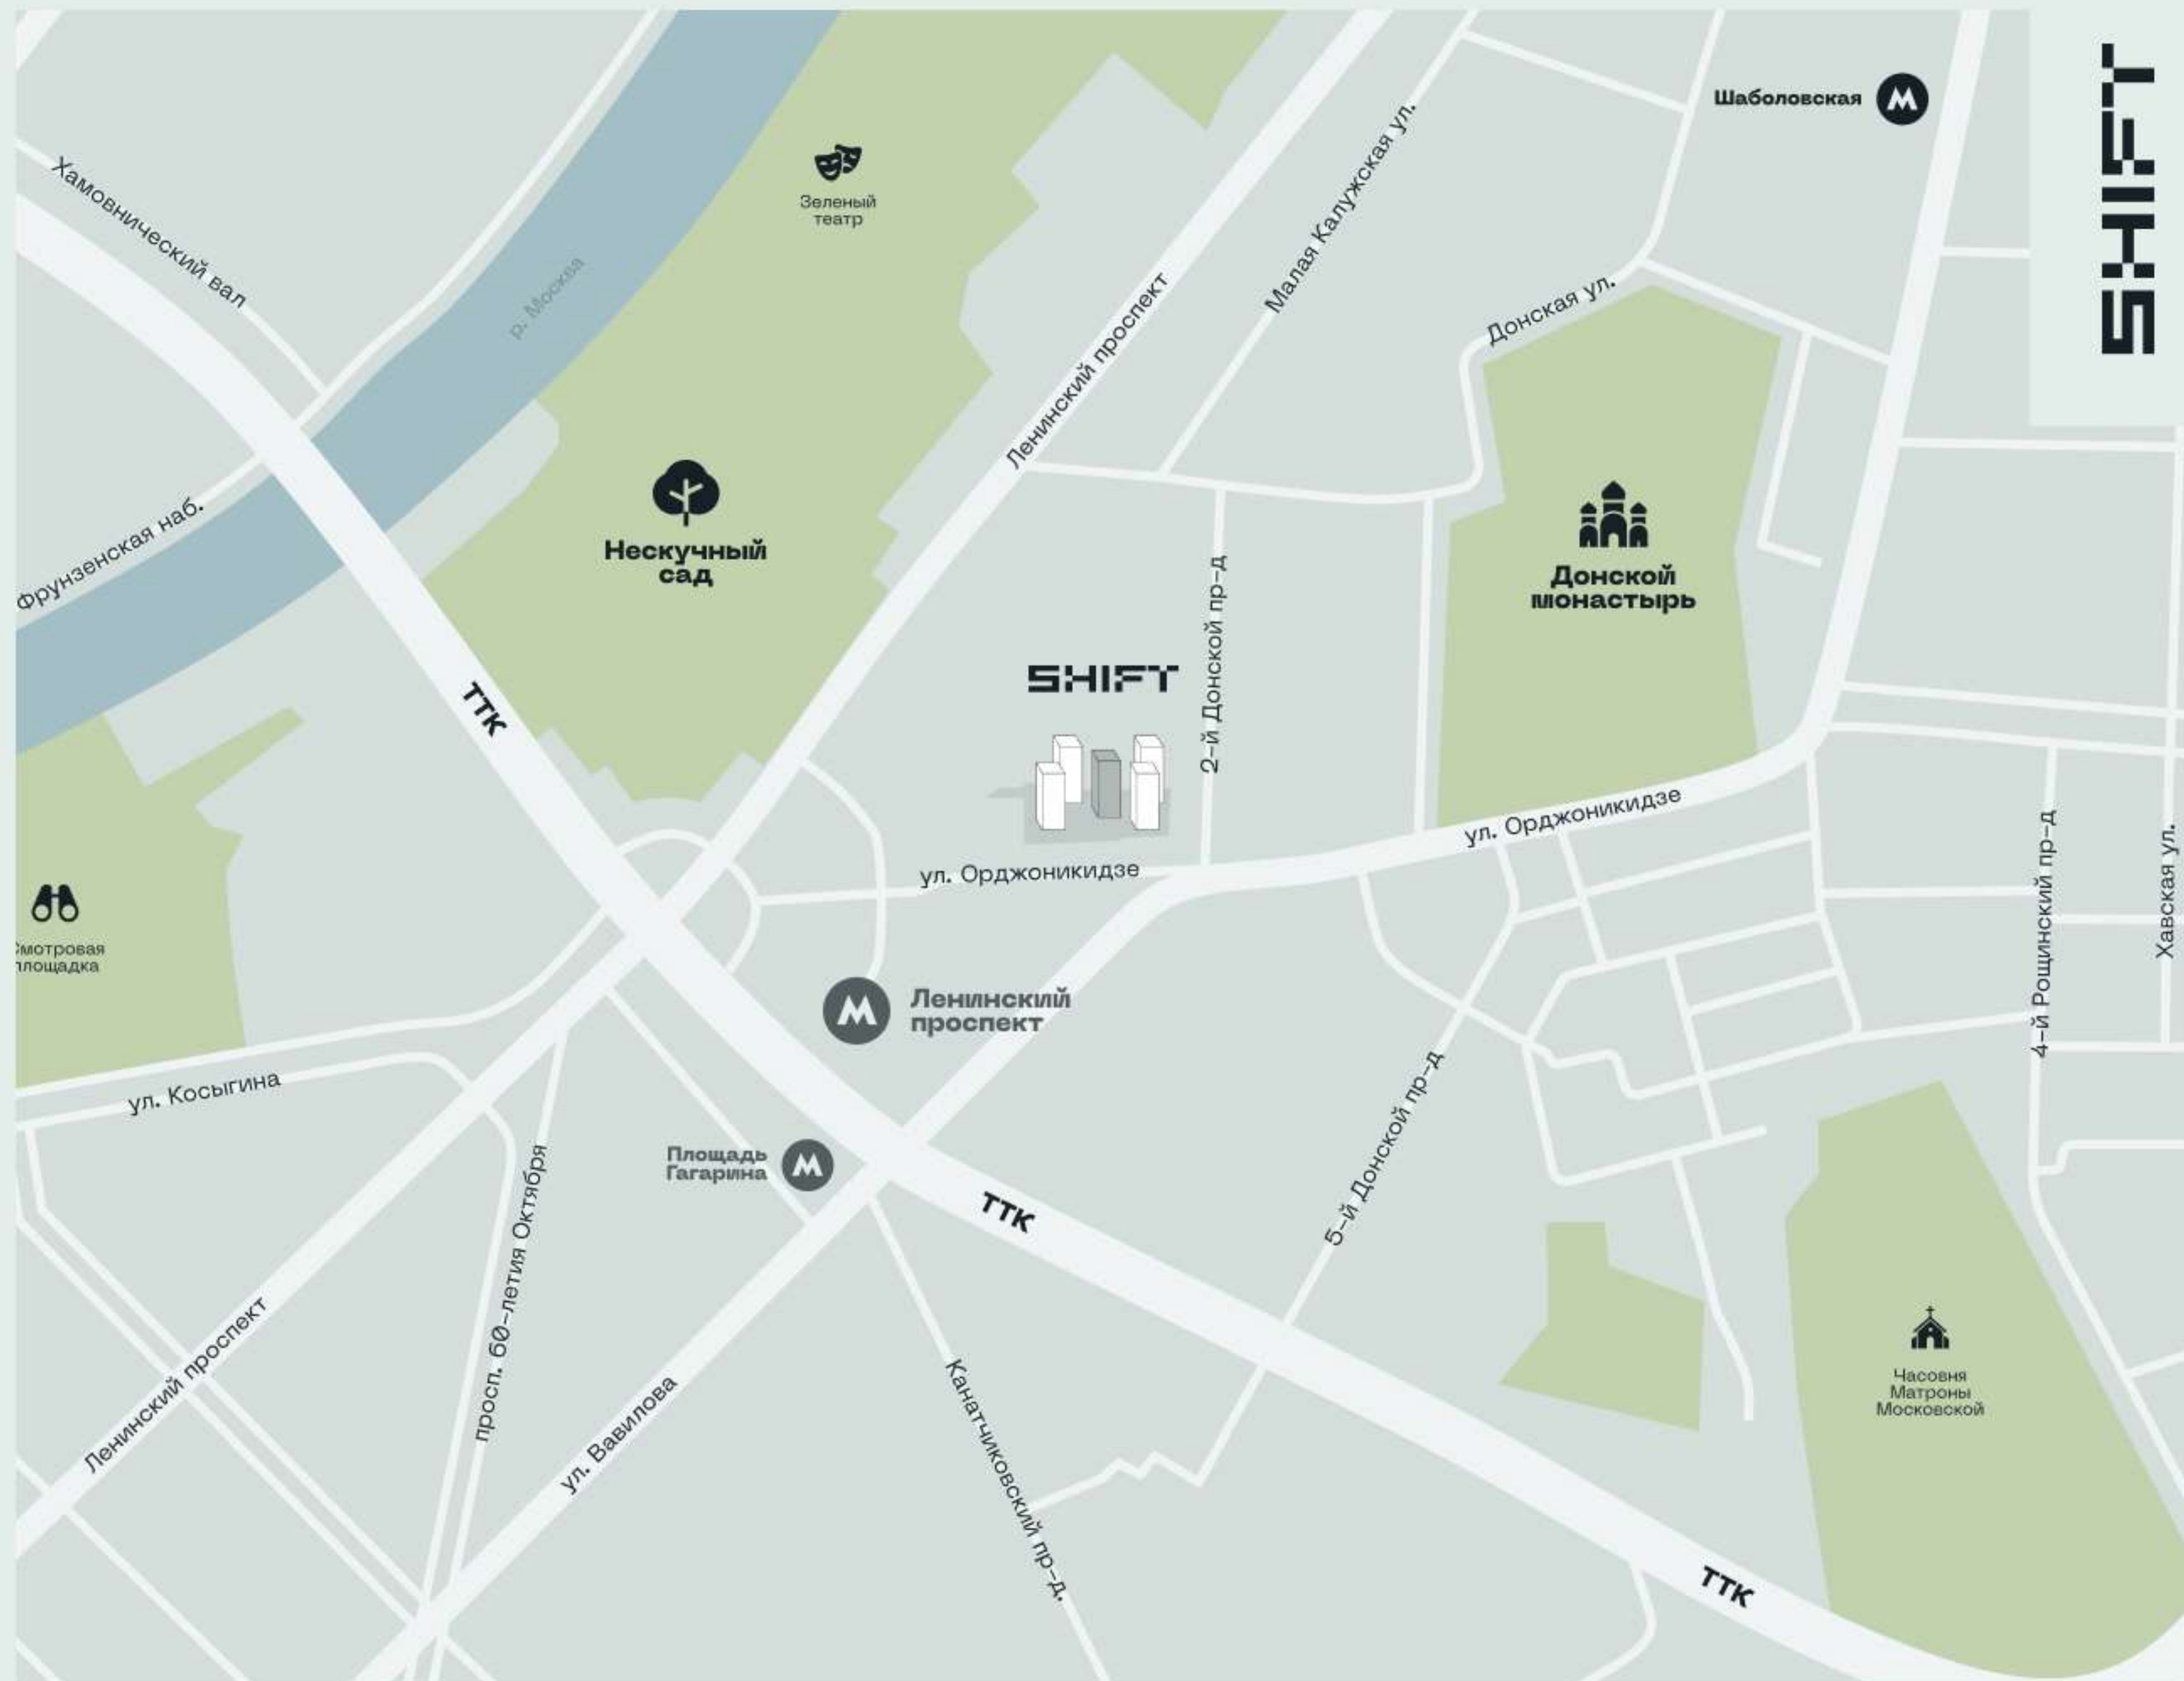 SHIFT
Шаболовская
Зеленый
театр
Хамовнический вал
р. Москва
Малая Калужская ул.
Ленинский проспект
Донская ул.
Фрунзенская наб.
Нескучный
сад
Донской
монастырь
ТТК
SHIFT
2-й Донской пр-д
ул. Орджоникидзе
ул. Орджоникидзе
4-й Рощинский пр-д
Хавская ул.
Смотровая
площадка
Ленинский
проспект
ул. Косыгина
Площадь
Гагарина
ТТК
5-й Донской пр-д
просп. 60-летия Октября
Ленинский проспект
ул. Вавилова
Канатчиковский пр-д.
Часовня
Матроны
Московской
ТТК